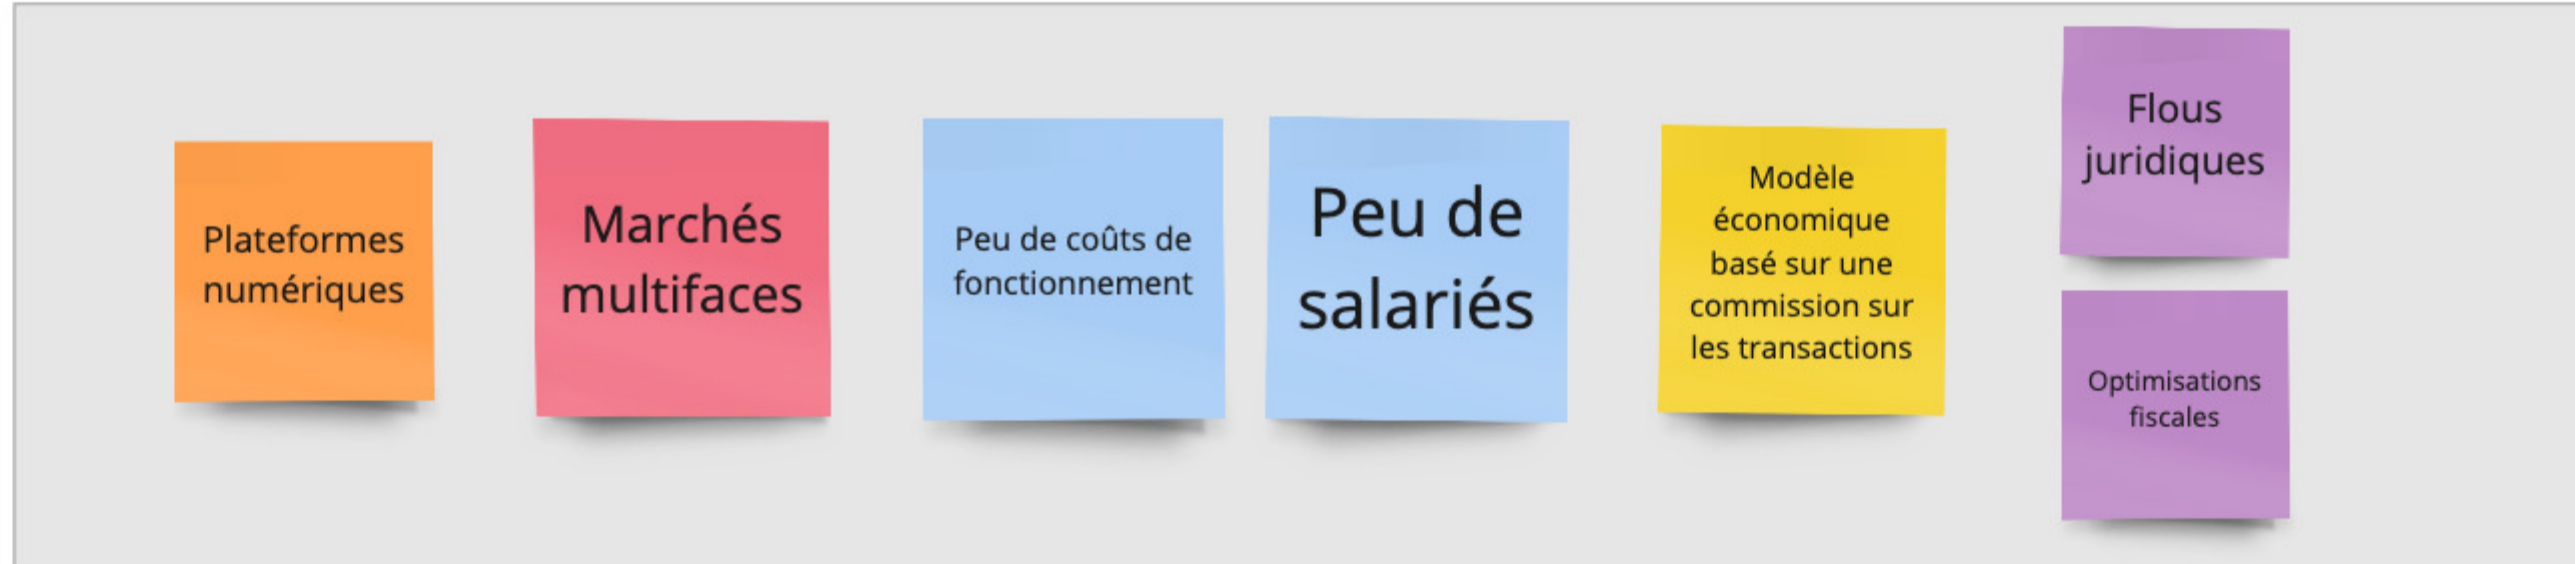 Plateformes
numériques
Marchés
multifaces
Peu de coûts de
fonctionnement
Peu de
salariés
Modèle
économique
basé sur une
commission sur
les transactions
Flous
juridiques
Optimisations
fiscales